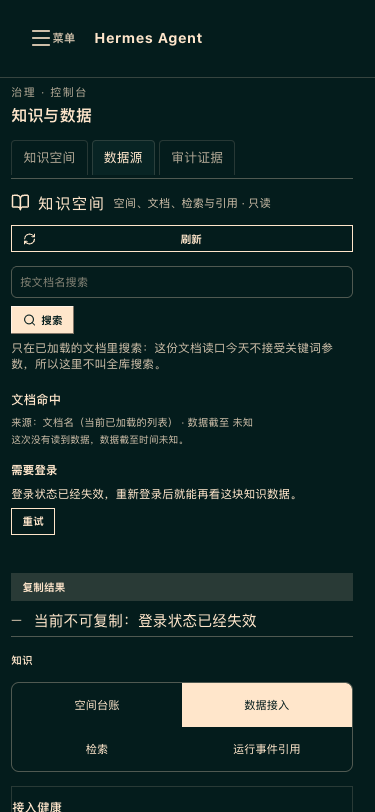 菜单 Hermes Agent
治理 · 控制台
知识与数据
知识空间 数据源 审计证据
知识空间 空间、文档、检索与引用 · 只读
刷新
按文档名搜索
搜索
只在已加载的文档里搜索：这份文档读口今天不接受关键词参
数，所以这里不叫全库搜索。
文档命中
来源：文档名（当前已加载的列表） · 数据截至 未知
这次没有读到数据，数据截至时间未知。
需要登录
登录状态已经失效，重新登录后就能再看这块知识数据。
重试
复制结果
— 当前不可复制：登录状态已经失效
知识
空间台账 数据接入
检索 运行事件引用
接入健康